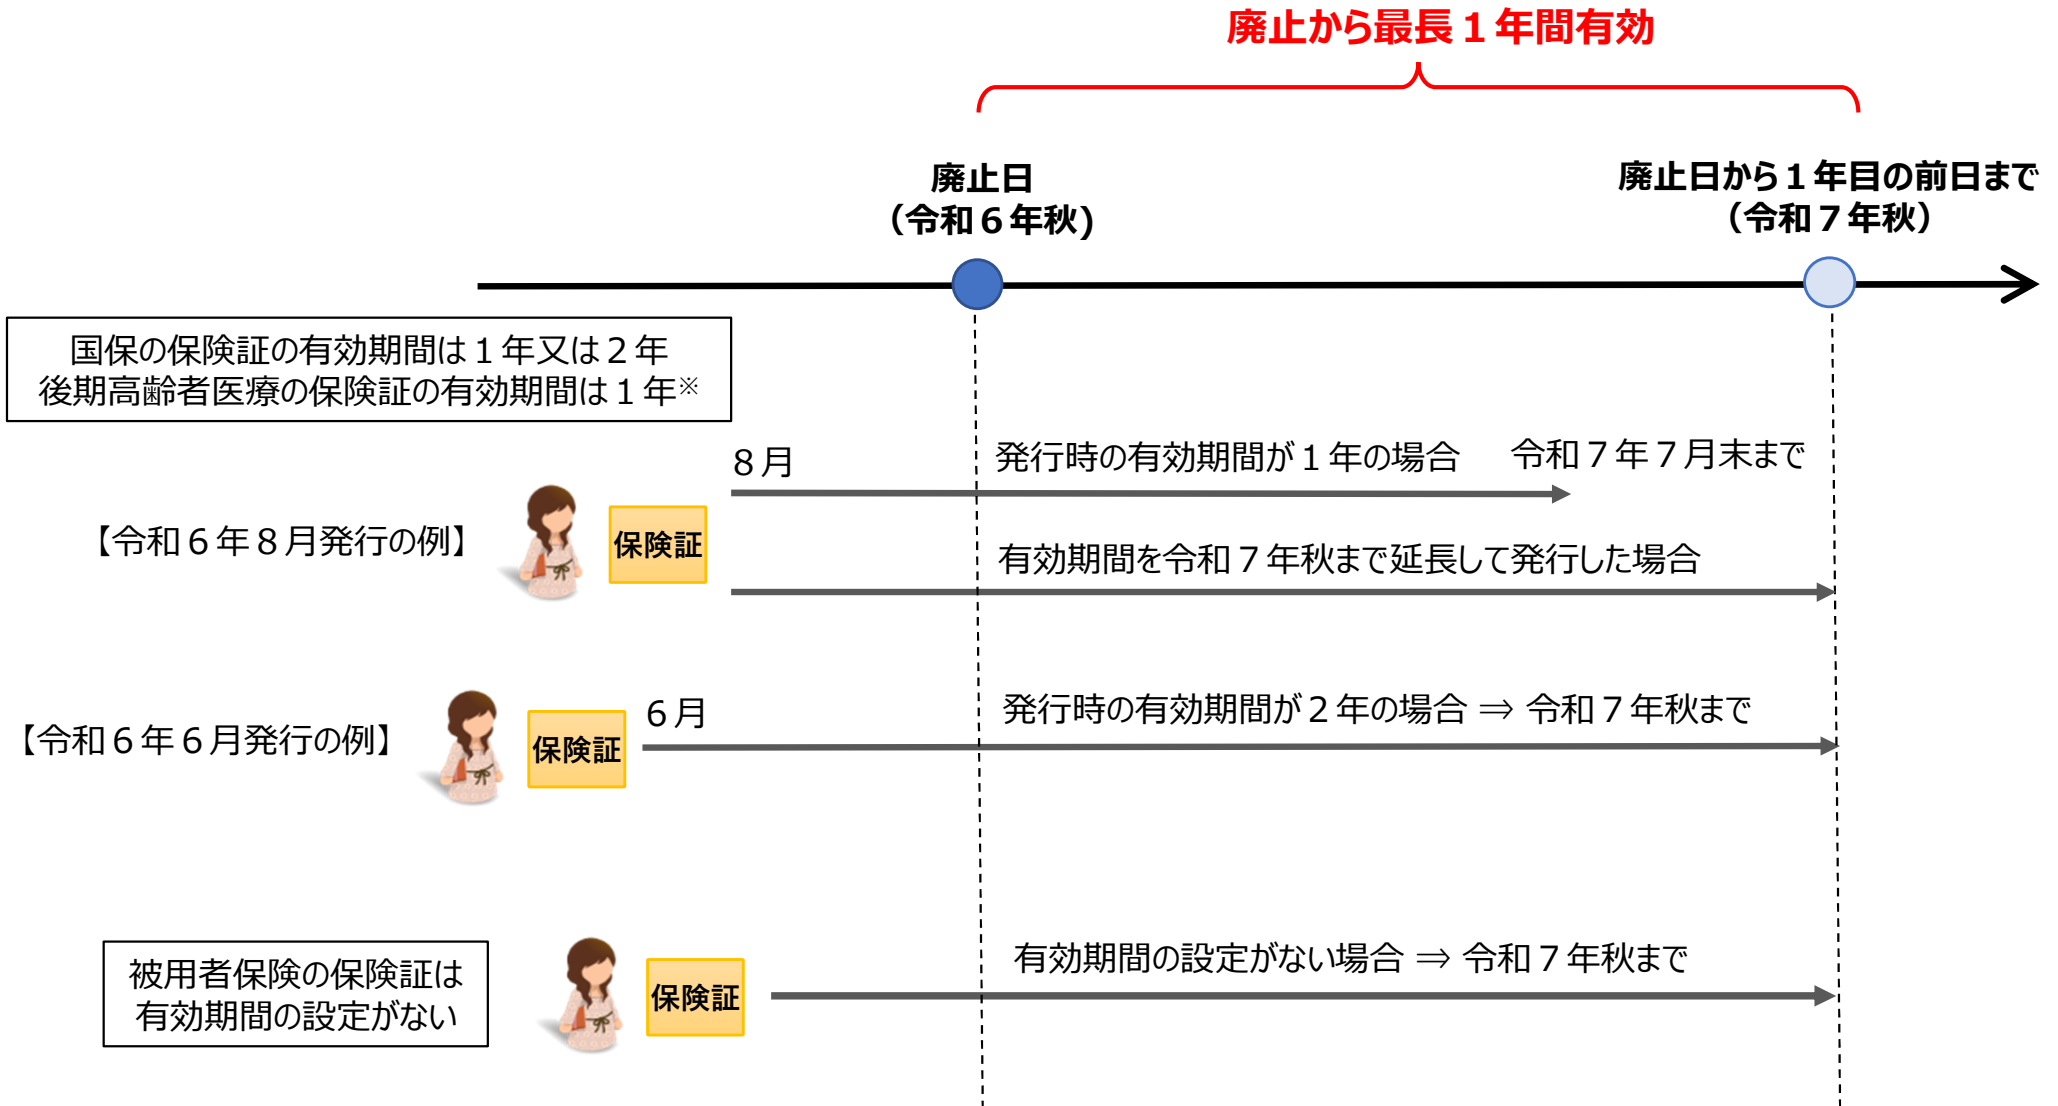 廃止から最長１年間有効
廃止日
（令和６年秋)
廃止日から１年目の前日まで
（令和７年秋）
国保の保険証の有効期間は１年又は２年
後期高齢者医療の保険証の有効期間は１年※
８月
発行時の有効期間が１年の場合
令和７年７月末まで
【令和６年８月発行の例】
保険証
有効期間を令和７年秋まで延長して発行した場合
６月
発行時の有効期間が２年の場合 ⇒ 令和７年秋まで
【令和６年６月発行の例】
保険証
被用者保険の保険証は
有効期間の設定がない
保険証
有効期間の設定がない場合 ⇒ 令和７年秋まで